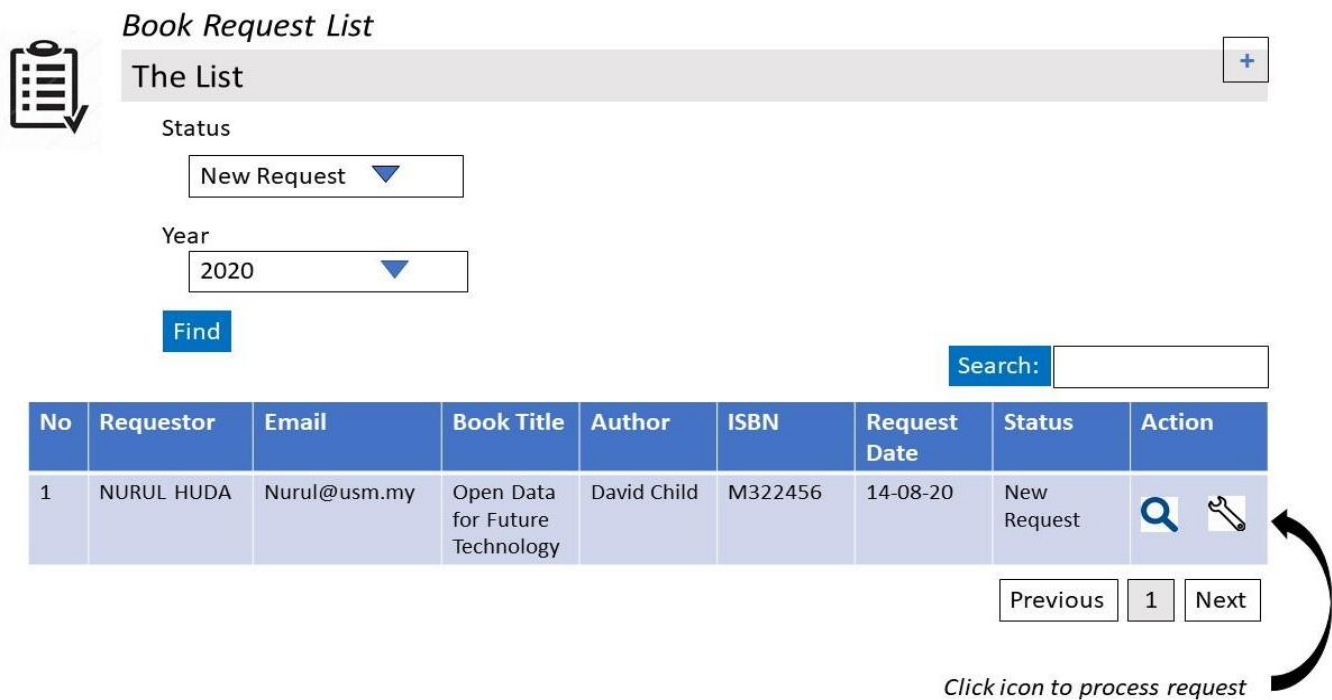 Book Request List
The List
+
Status
New Request
Year
2020
Find
Search:
No Requestor Email Book Title Author ISBN Request Date Status Action
1 NURUL HUDA Nurul@usm.my Open Data for Future Technology David Child M322456 14-08-20 New Request
Previous 1 Next
Click icon to process request